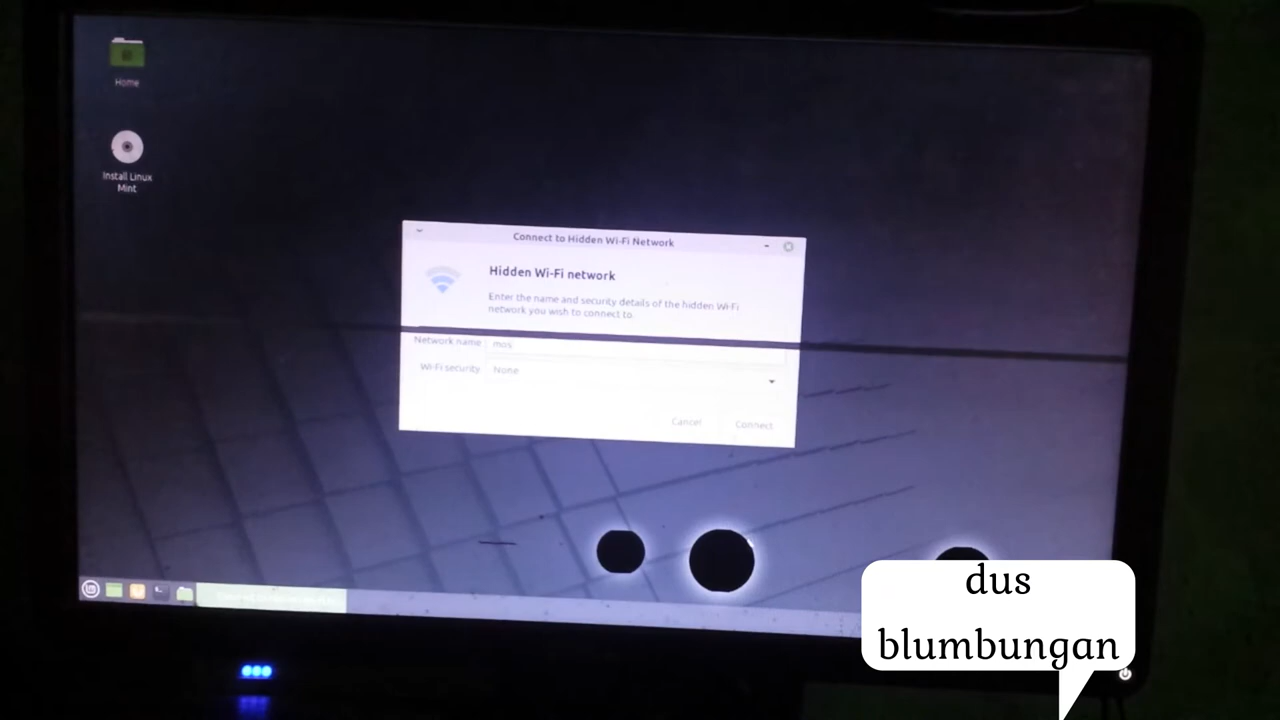 Home
Install Linux
Mint
Connect to Hidden Wi-Fi Network
Hidden Wi-Fi network
Enter the name and security details of the hidden Wi-Fi
network you wish to connect to.
Network name mos
Wi-Fi security None
Cancel Connect
dus
blumbungan